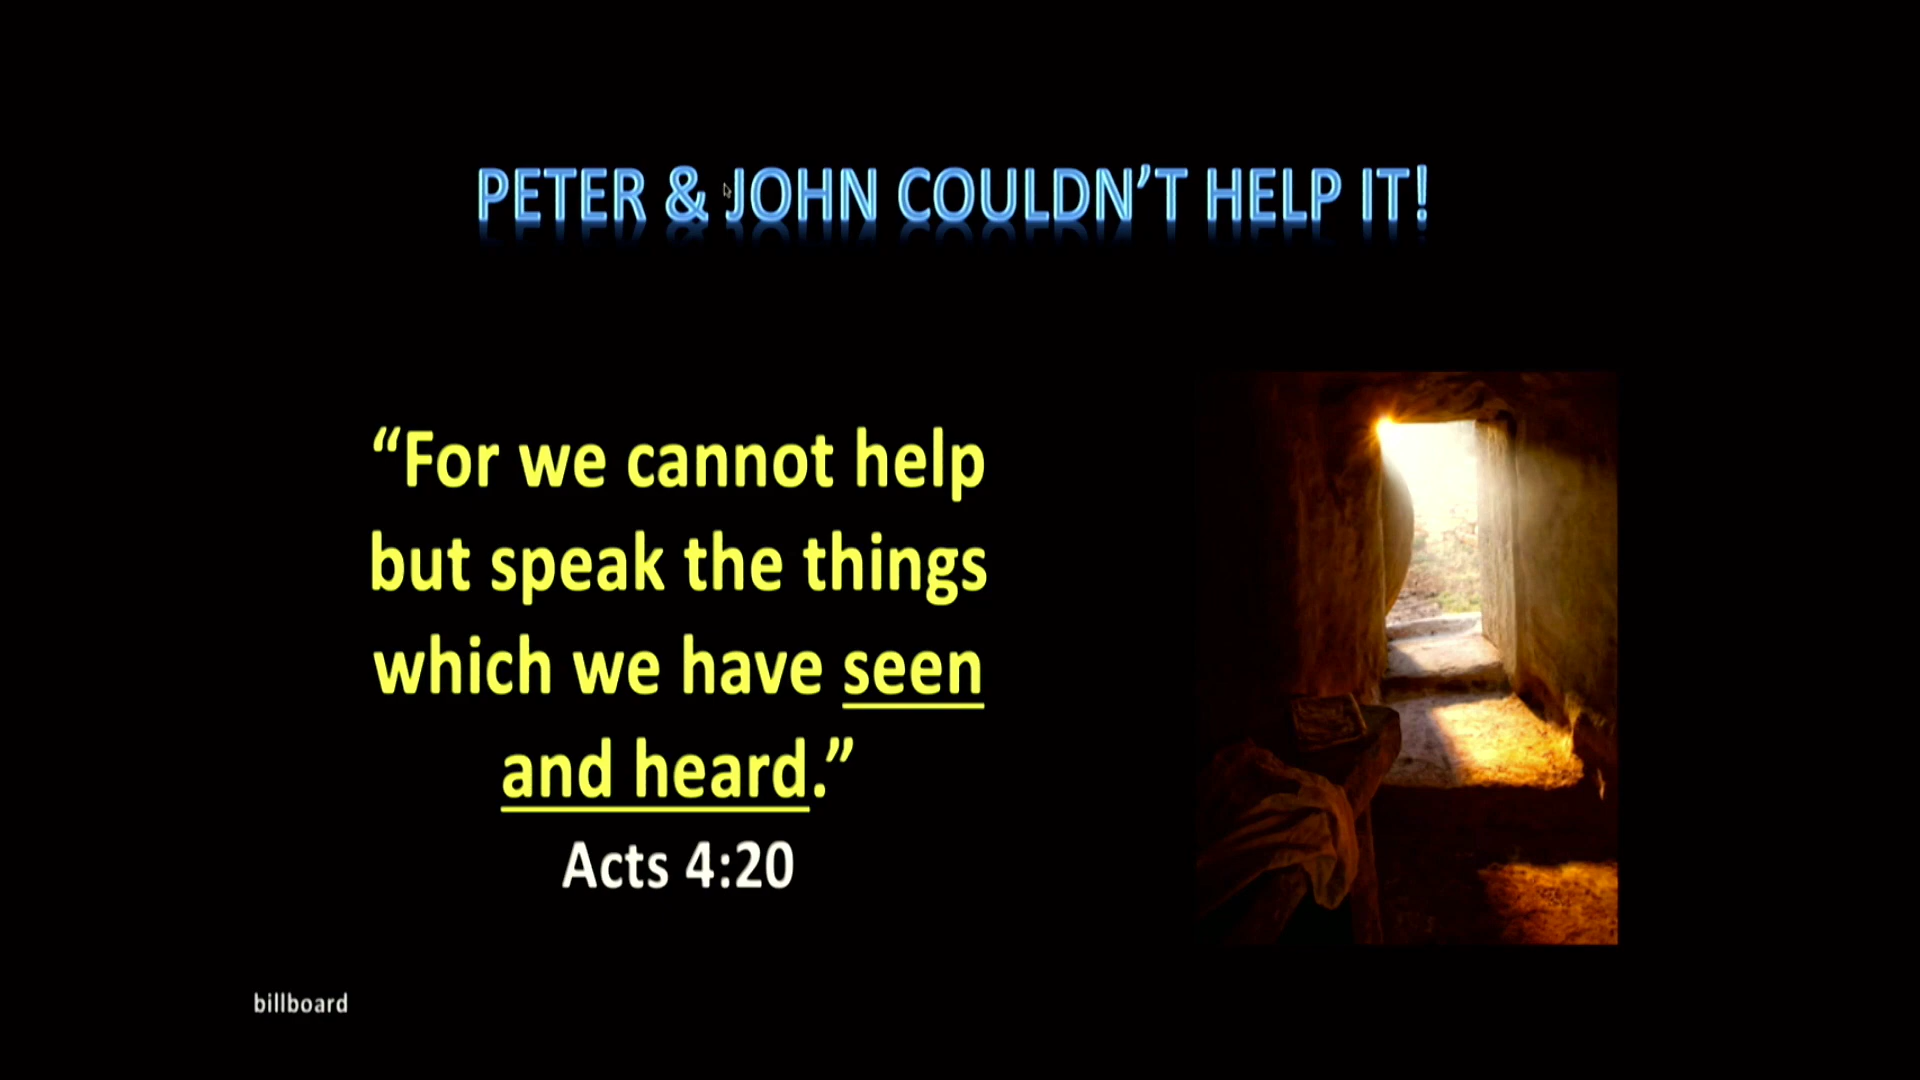 PETER & JOHN COULDN’T HELP IT!
“For we cannot help
but speak the things
which we have seen
and heard.”
Acts 4:20
billboard